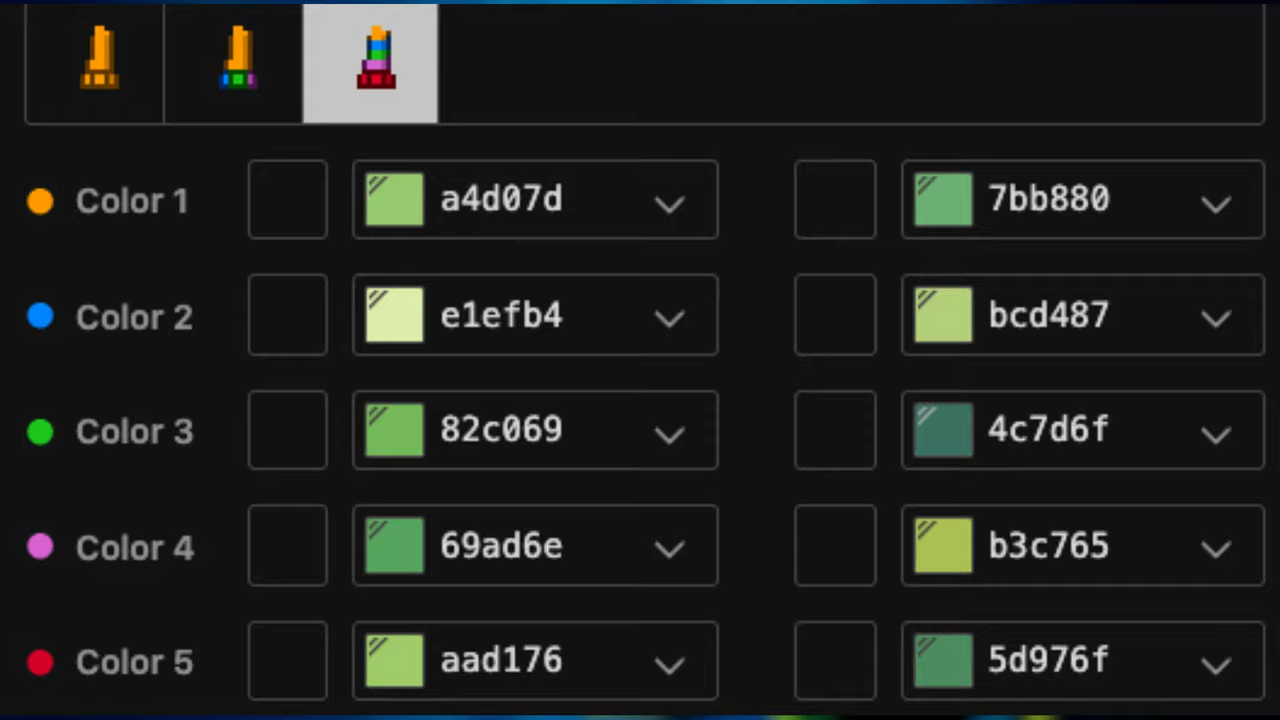 Color 1 a4d07d 7bb880
Color 2 e1efb4 bcd487
Color 3 82c069 4c7d6f
Color 4 69ad6e b3c765
Color 5 aad176 5d976f